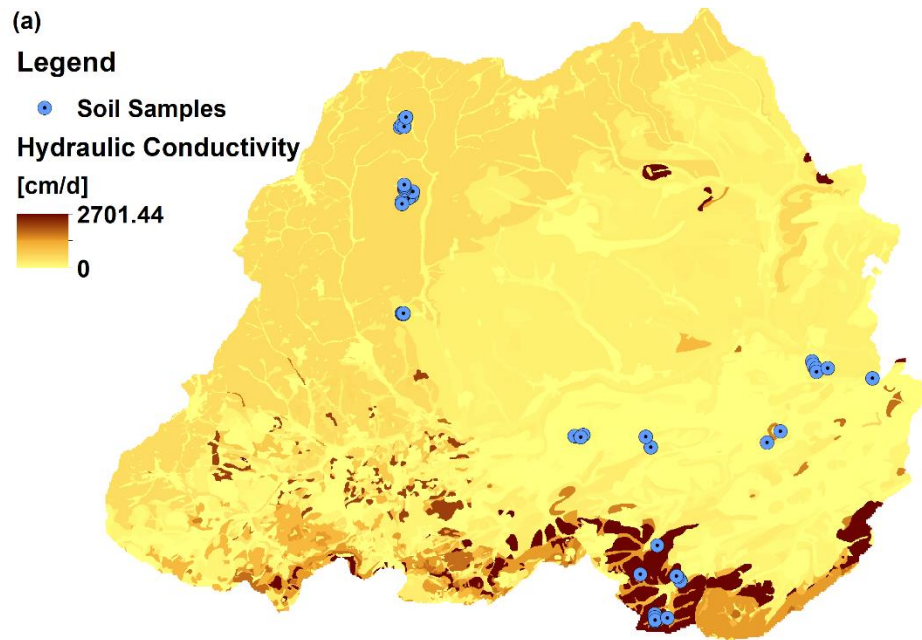 (a)
Legend
Soil Samples
Hydraulic Conductivity
[cm/d]
2701.44
0